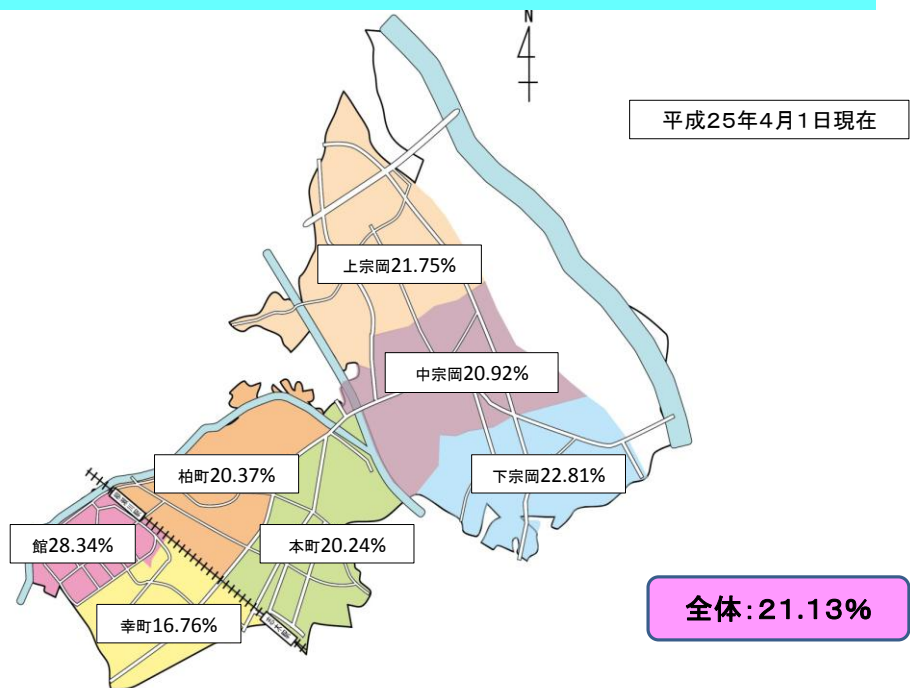 N
平成25年4月1日現在
上宗岡21.75%
中宗岡20.92%
柏町20.37%
下宗岡22.81%
館28.34%
本町20.24%
幸町16.76%
全体:21.13%